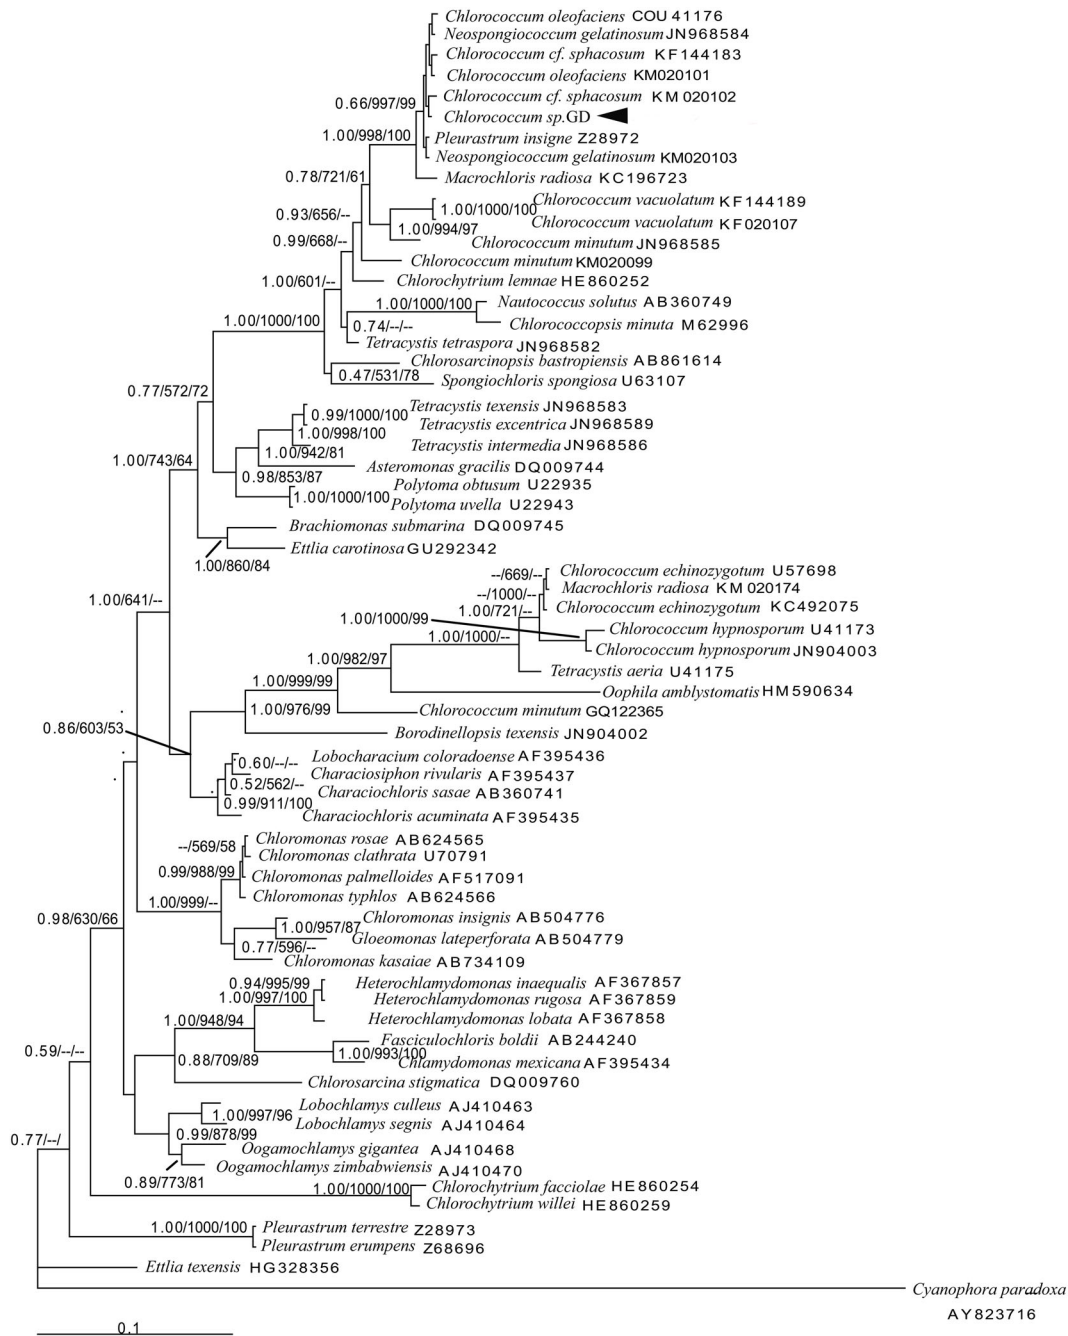 Chlorococcum oleofaciens COU 41176
Neospongiococcum gelatinosum JN968584
Chlorococcum cf. sphacosum KF144183
Chlorococcum oleofaciens KM020101
Chlorococcum cf. sphacosum KM 020102
0.66/997/99
Chlorococcum sp.GD
1.00/998/100
Pleurastrum insigne Z28972
Neospongiococcum gelatinosum KM020103
0.78/721/61
Macrochloris radiosa KC196723
Chlorococcum vacuolatum KF144189
1.00/1000/100
0.93/656/--
Chlorococcum vacuolatum KF020107
1.00/994/97
0.99/668/--
Chlorococcum minutum JN968585
Chlorococcum minutum KM020099
1.00/601/--
Chlorochytrium lemnae HE860252
1.00/1000/100
Nautococcus solutus AB360749
1.00/1000/100
0.74/--/--
Chlorococcopsis minuta M62996
Tetracystis tetraspora JN968582
Chlorosarcinopsis bastropiensis AB861614
0.47/531/78
Spongiochloris spongiosa U63107
0.77/572/72
Tetracystis texensis JN968583
0.99/1000/100
Tetracystis excentrica JN968589
1.00/998/100
Tetracystis intermedia JN968586
1.00/942/81
1.00/743/64
Asteromonas gracilis DQ009744
0.98/853/87
Polytoma obtusum U22935
1.00/1000/100
Polytoma uvella U22943
Brachiomonas submarina DQ009745
Ettlia carotinosa GU292342
1.00/860/84
--/669/--
Chlorococcum echinozygotum U57698
Macrochloris radiosa KM 020174
--/1000/--
1.00/641/--
Chlorococcum echinozygotum KC492075
1.00/721/--
1.00/1000/99
Chlorococcum hypnosporum U41173
1.00/1000/--
Chlorococcum hypnosporum JN904003
1.00/982/97
Tetracystis aeria U41175
1.00/999/99
Oophila amblystomatis HM590634
1.00/976/99
Chlorococcum minutum GQ122365
0.86/603/53
Borodinellopsis texensis JN904002
Lobocharacium coloradoense AF395436
0.60/--/--
Characiosiphon rivularis AF395437
0.52/562/--
Characiochloris sasae AB360741
0.99/911/100
Characiochloris acuminata AF395435
Chloromonas rosae AB624565
--/569/58
Chloromonas clathrata U70791
0.99/988/99
Chloromonas palmelloides AF517091
Chloromonas typhlos AB624566
1.00/999/--
Chloromonas insignis AB504776
0.98/630/66
1.00/957/87
Gloeomonas lateperforata AB504779
0.77/596/--
Chloromonas kasaiae AB734109
0.94/995/99
Heterochlamydomonas inaequalis AF367857
1.00/997/100
Heterochlamydomonas rugosa AF367859
1.00/948/94
Heterochlamydomonas lobata AF367858
Fasciculochloris boldii AB244240
0.59/--/--
1.00/993/100
0.88/709/89
Chlamydomonas mexicana AF395434
Chlorosarcina stigmatica DQ009760
Lobochlamys culleus AJ410463
1.00/997/96
Lobochlamys segnis AJ410464
0.99/878/99
0.77/--/
Oogamochlamys gigantea AJ410468
Oogamochlamys zimbabwiensis AJ410470
0.89/773/81
1.00/1000/100
Chlorochytrium facciolae HE860254
Chlorochytrium willei HE860259
1.00/1000/100
Pleurastrum terrestre Z28973
Pleurastrum erumpens Z68696
Ettlia texensis HG328356
Cyanophora paradoxa
AY823716
0.1